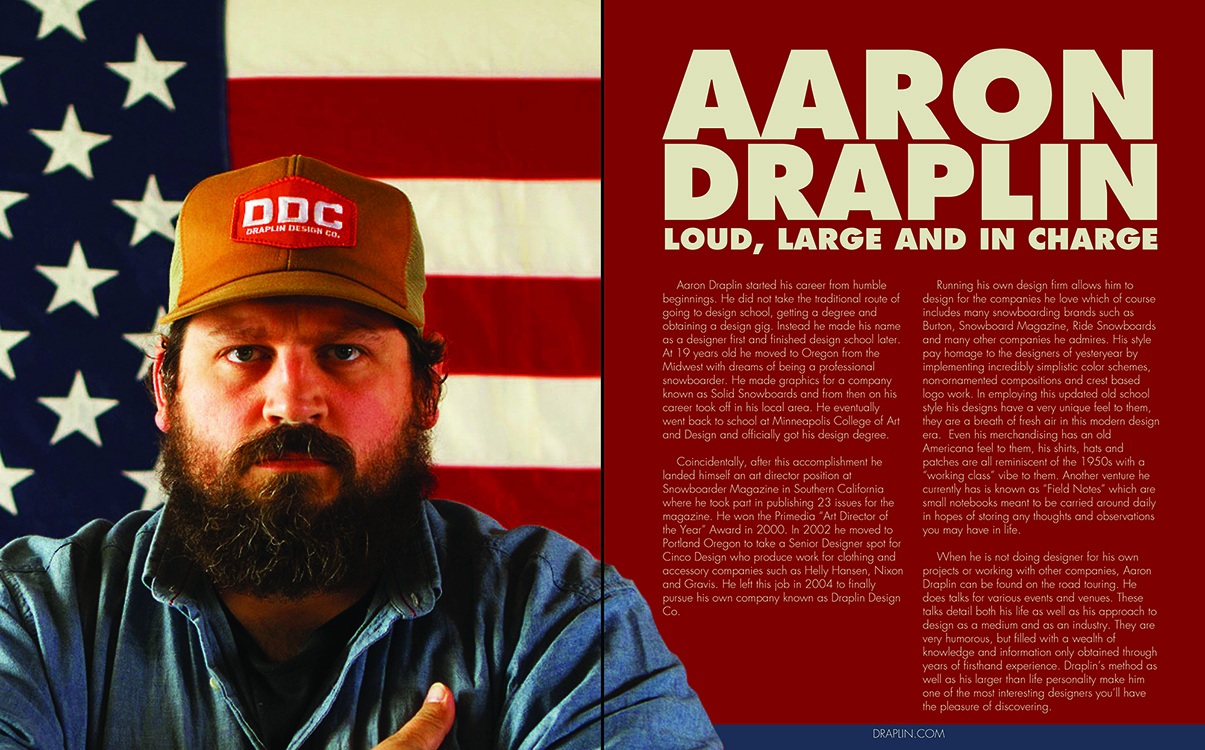 DDC
DRAPLIN DESIGN CO.
AARON
DRAPLIN
LOUD, LARGE AND IN CHARGE
Aaron Draplin started his career from humble
beginnings. He did not take the traditional route of
going to design school, getting a degree and
obtaining a design gig. Instead he made his name
as a designer first and finished design school later.
At 19 years old he moved to Oregon from the
Midwest with dreams of being a professional
snowboarder. He made graphics for a company
known as Solid Snowboards and from then on his
career took off in his local area. He eventually
went back to school at Minneapolis College of Art
and Design and officially got his design degree.
Coincidentally, after this accomplishment he
landed himself an art director position at
Snowboarder Magazine in Southern California
where he took part in publishing 23 issues for the
magazine. He won the Primedia “Art Director of
the Year” Award in 2000. In 2002 he moved to
Portland Oregon to take a Senior Designer spot for
Cinco Design who produce work for clothing and
accessory companies such as Helly Hansen, Nixon
and Gravis. He left this job in 2004 to finally
pursue his own company known as Draplin Design
Co.
Running his own design firm allows him to
design for the companies he love which of course
includes many snowboarding brands such as
Burton, Snowboard Magazine, Ride Snowboards
and many other companies he admires. His style
pay homage to the designers of yesteryear by
implementing incredibly simplistic color schemes,
non-ornamented compositions and crest based
logo work. In employing this updated old school
style his designs have a very unique feel to them,
they are a breath of fresh air in this modern design
era.  Even his merchandising has an old
Americana feel to them, his shirts, hats and
patches are all reminiscent of the 1950s with a
“working class” vibe to them. Another venture he
currently has is known as “Field Notes” which are
small notebooks meant to be carried around daily
in hopes of storing any thoughts and observations
you may have in life.
When he is not doing designer for his own
projects or working with other companies, Aaron
Draplin can be found on the road touring. He
does talks for various events and venues. These
talks detail both his life as well as his approach to
design as a medium and as an industry. They are
very humorous, but filled with a wealth of
knowledge and information only obtained through
years of firsthand experience. Draplin’s method as
well as his larger than life personality make him
one of the most interesting designers you’ll have
the pleasure of discovering.
DRAPLIN.COM